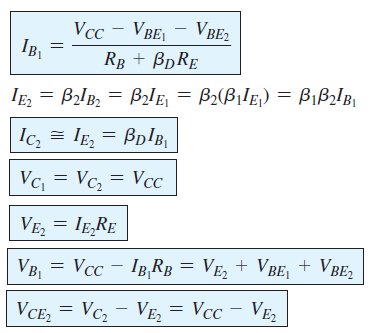 I_{B_1} = \frac{V_{CC} - V_{BE_1} - V_{BE_2}}{R_B + β_D R_E}
I_{E_2} = β_2 I_{B_2} = β_2 I_{E_1} = β_2(β_1 I_{E_1}) = β_1 β_2 I_{B_1}
I_{C_2} ≅ I_{E_2} = β_D I_{B_1}
V_{C_1} = V_{C_2} = V_{CC}
V_{E_2} = I_{E_2} R_E
V_{B_1} = V_{CC} - I_{B_1} R_B = V_{E_2} + V_{BE_1} + V_{BE_2}
V_{CE_2} = V_{C_2} - V_{E_2} = V_{CC} - V_{E_2}